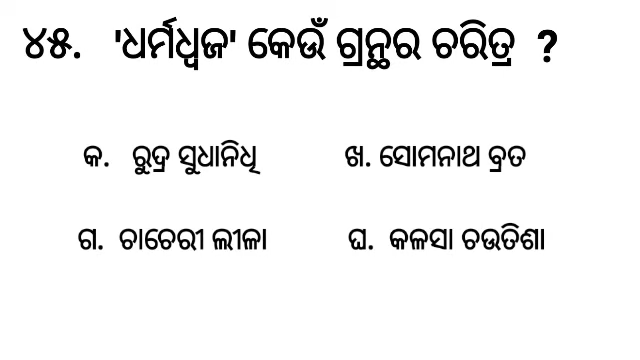 ୪୫. 'ଧର୍ମଧ୍ୱଜ' କେଉଁ ଗ୍ରନ୍ଥର ଚରିତ୍ର ?
କ. ରୁଦ୍ର ସୁଧାନିଧି ଖ. ସୋମନାଥ ବ୍ରତ
ଗ. ଚାଚେରୀ ଲୀଳା ଘ. କଳସା ଚଉତିଶା